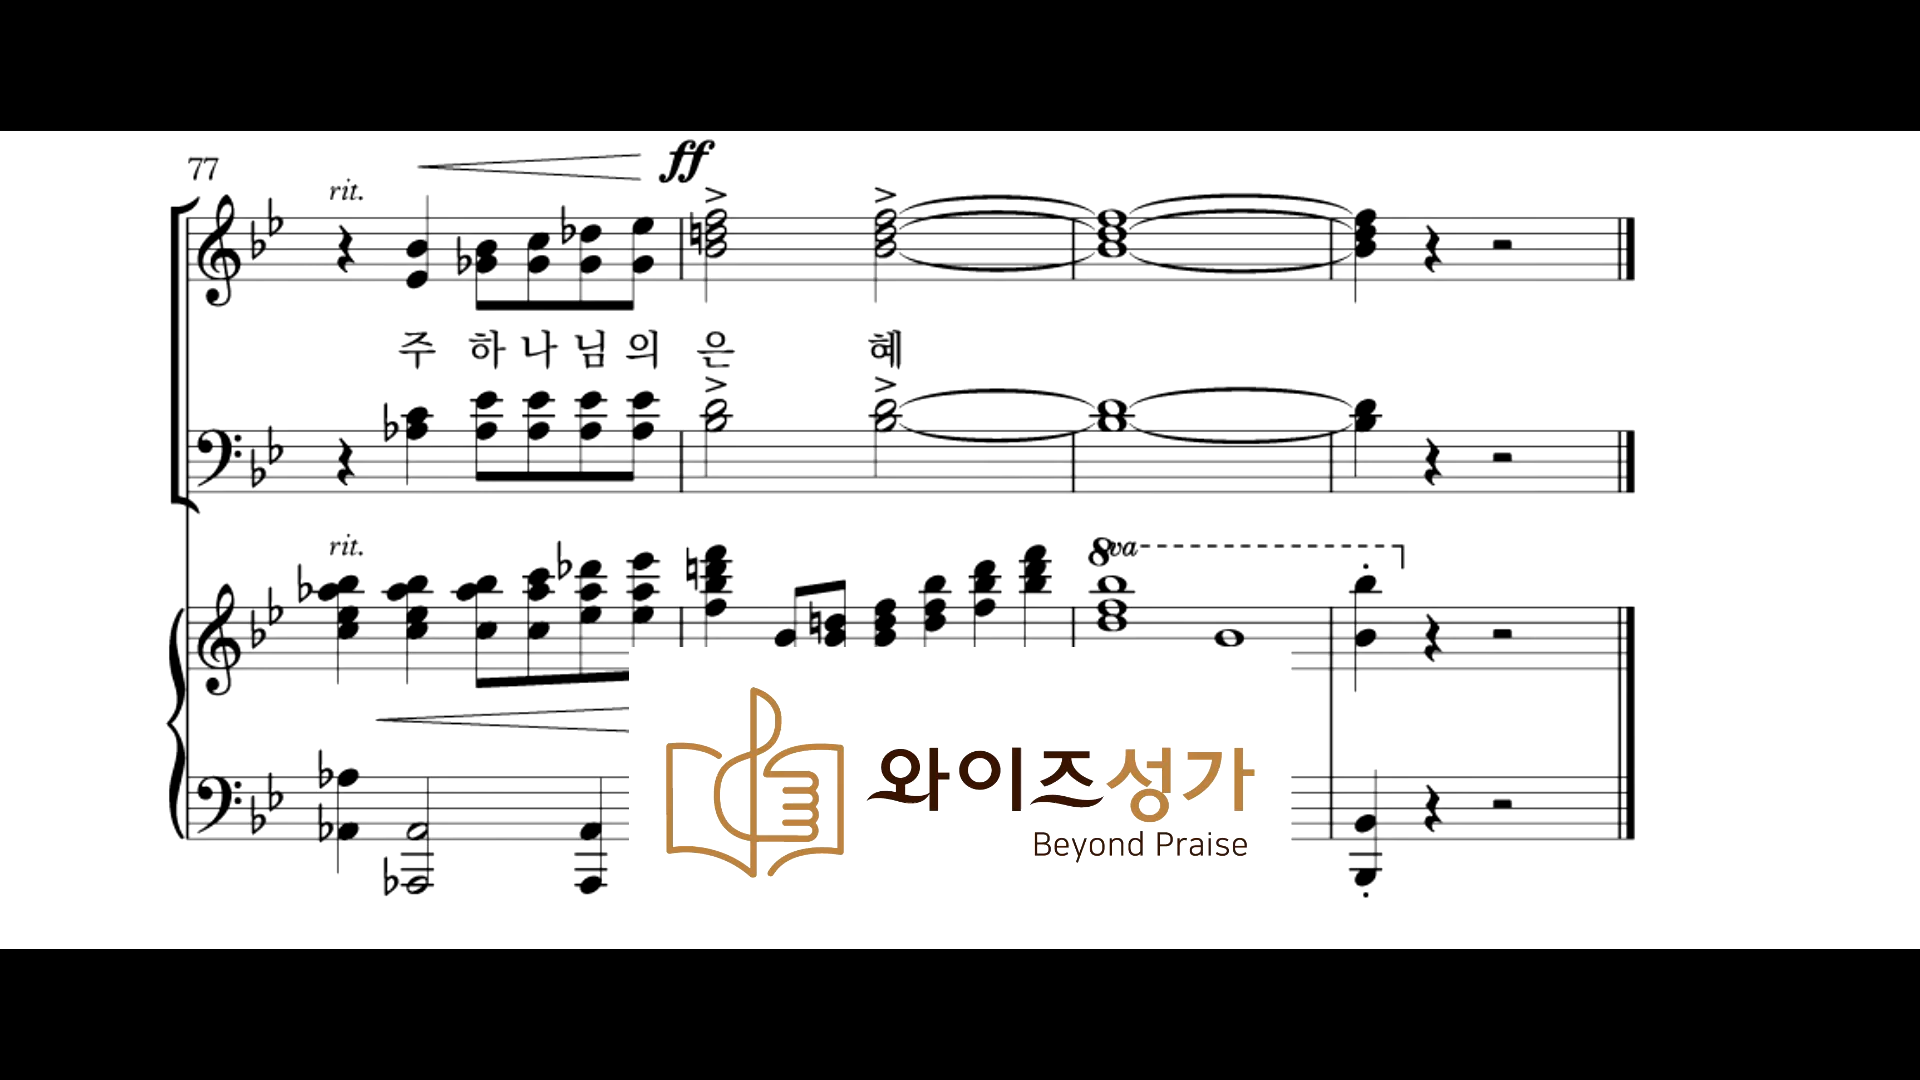 77
rit.
ff
주 하 나 님 의 은 혜
rit.
8va
와이즈성가
Beyond Praise